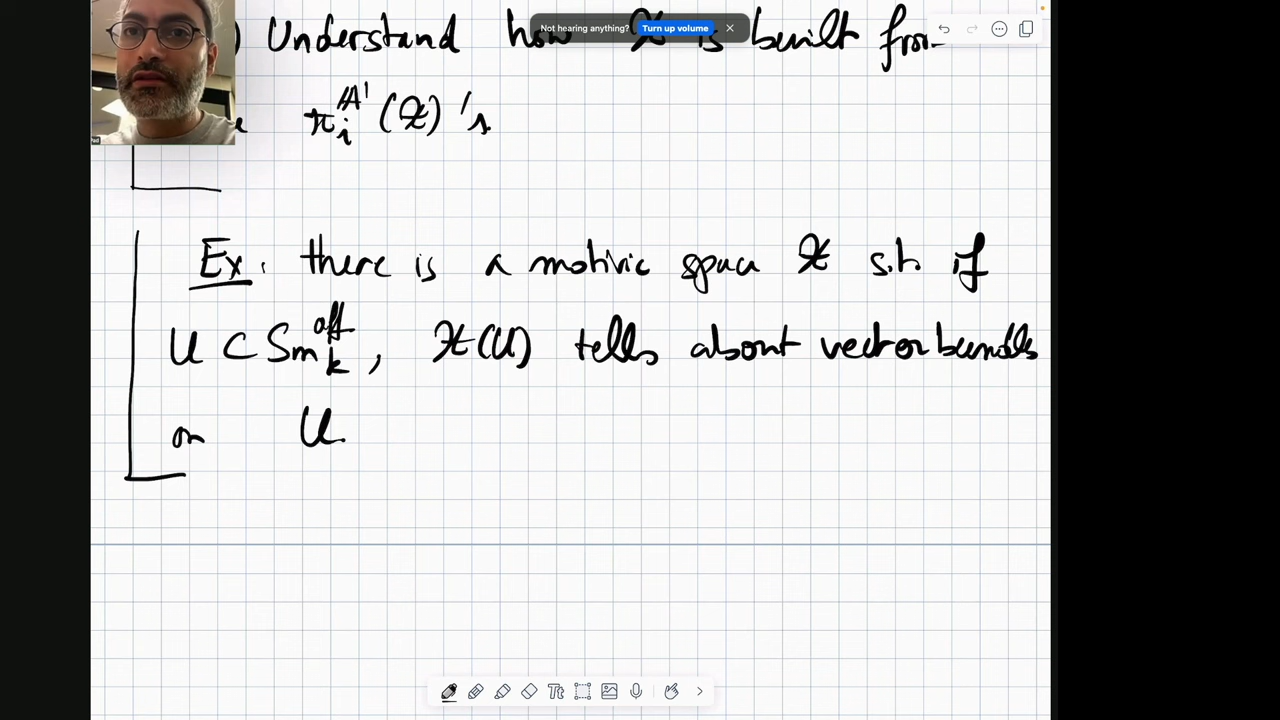 Not hearing anything? Turn up volume
Understand how 𝒳 is built from
π_i^{A¹}(𝒳)'s
Ex. there is a motivic space 𝒳 s.t. if
U ⊂ Sm_k^{aff}, 𝒳(U) tells about vector bundles
on U.
Tt